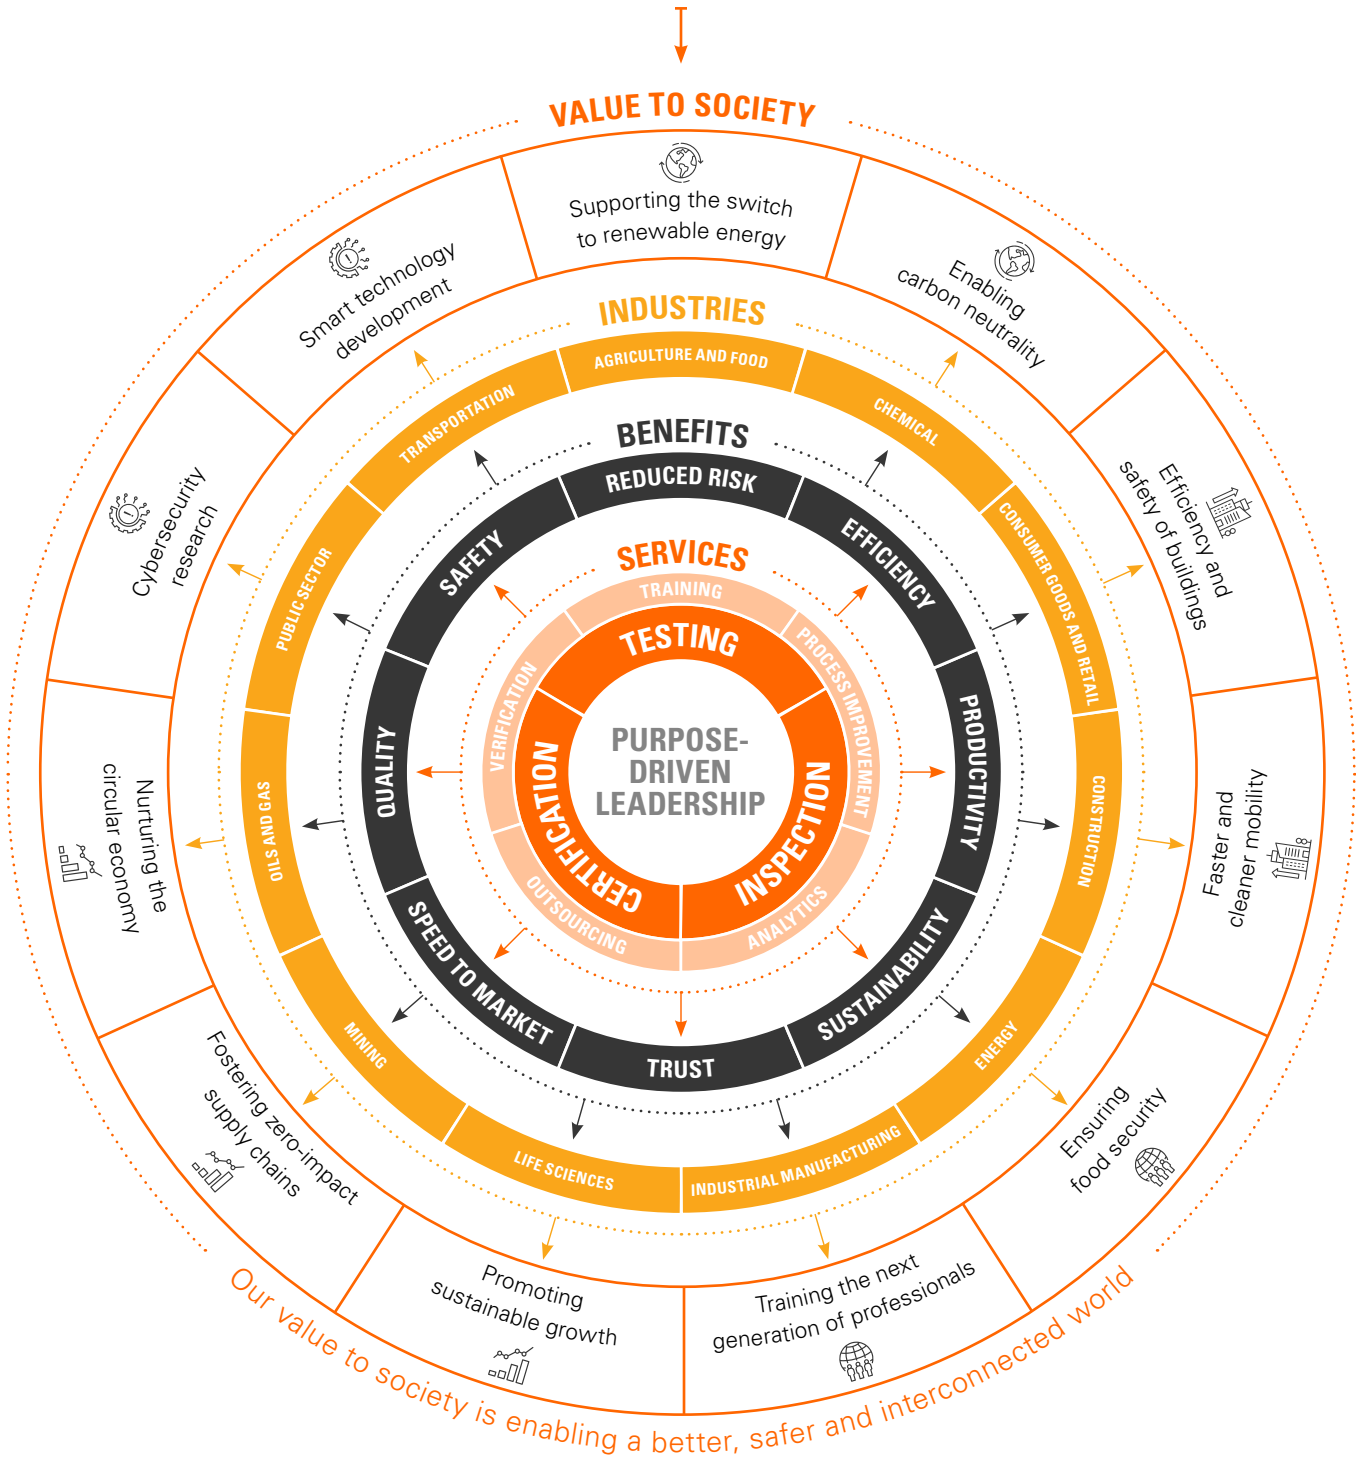 VALUE TO SOCIETY
Supporting the switch
to renewable energy
Enabling
carbon neutrality
Efficiency and
safety of buildings
Faster and
cleaner mobility
Ensuring
food security
Training the next
generation of professionals
Promoting
sustainable growth
Fostering zero-impact
supply chains
Nurturing the
circular economy
Cybersecurity
research
Smart technology
development
INDUSTRIES
AGRICULTURE AND FOOD
CHEMICAL
CONSUMER GOODS AND RETAIL
CONSTRUCTION
ENERGY
INDUSTRIAL MANUFACTURING
LIFE SCIENCES
MINING
OILS AND GAS
PUBLIC SECTOR
TRANSPORTATION
BENEFITS
REDUCED RISK
EFFICIENCY
PRODUCTIVITY
SUSTAINABILITY
TRUST
SPEED TO MARKET
QUALITY
SAFETY
SERVICES
TRAINING
PROCESS IMPROVEMENT
ANALYTICS
OUTSOURCING
VERIFICATION
TESTING
INSPECTION
CERTIFICATION
PURPOSE-
DRIVEN
LEADERSHIP
Our value to society is enabling a better, safer and interconnected world